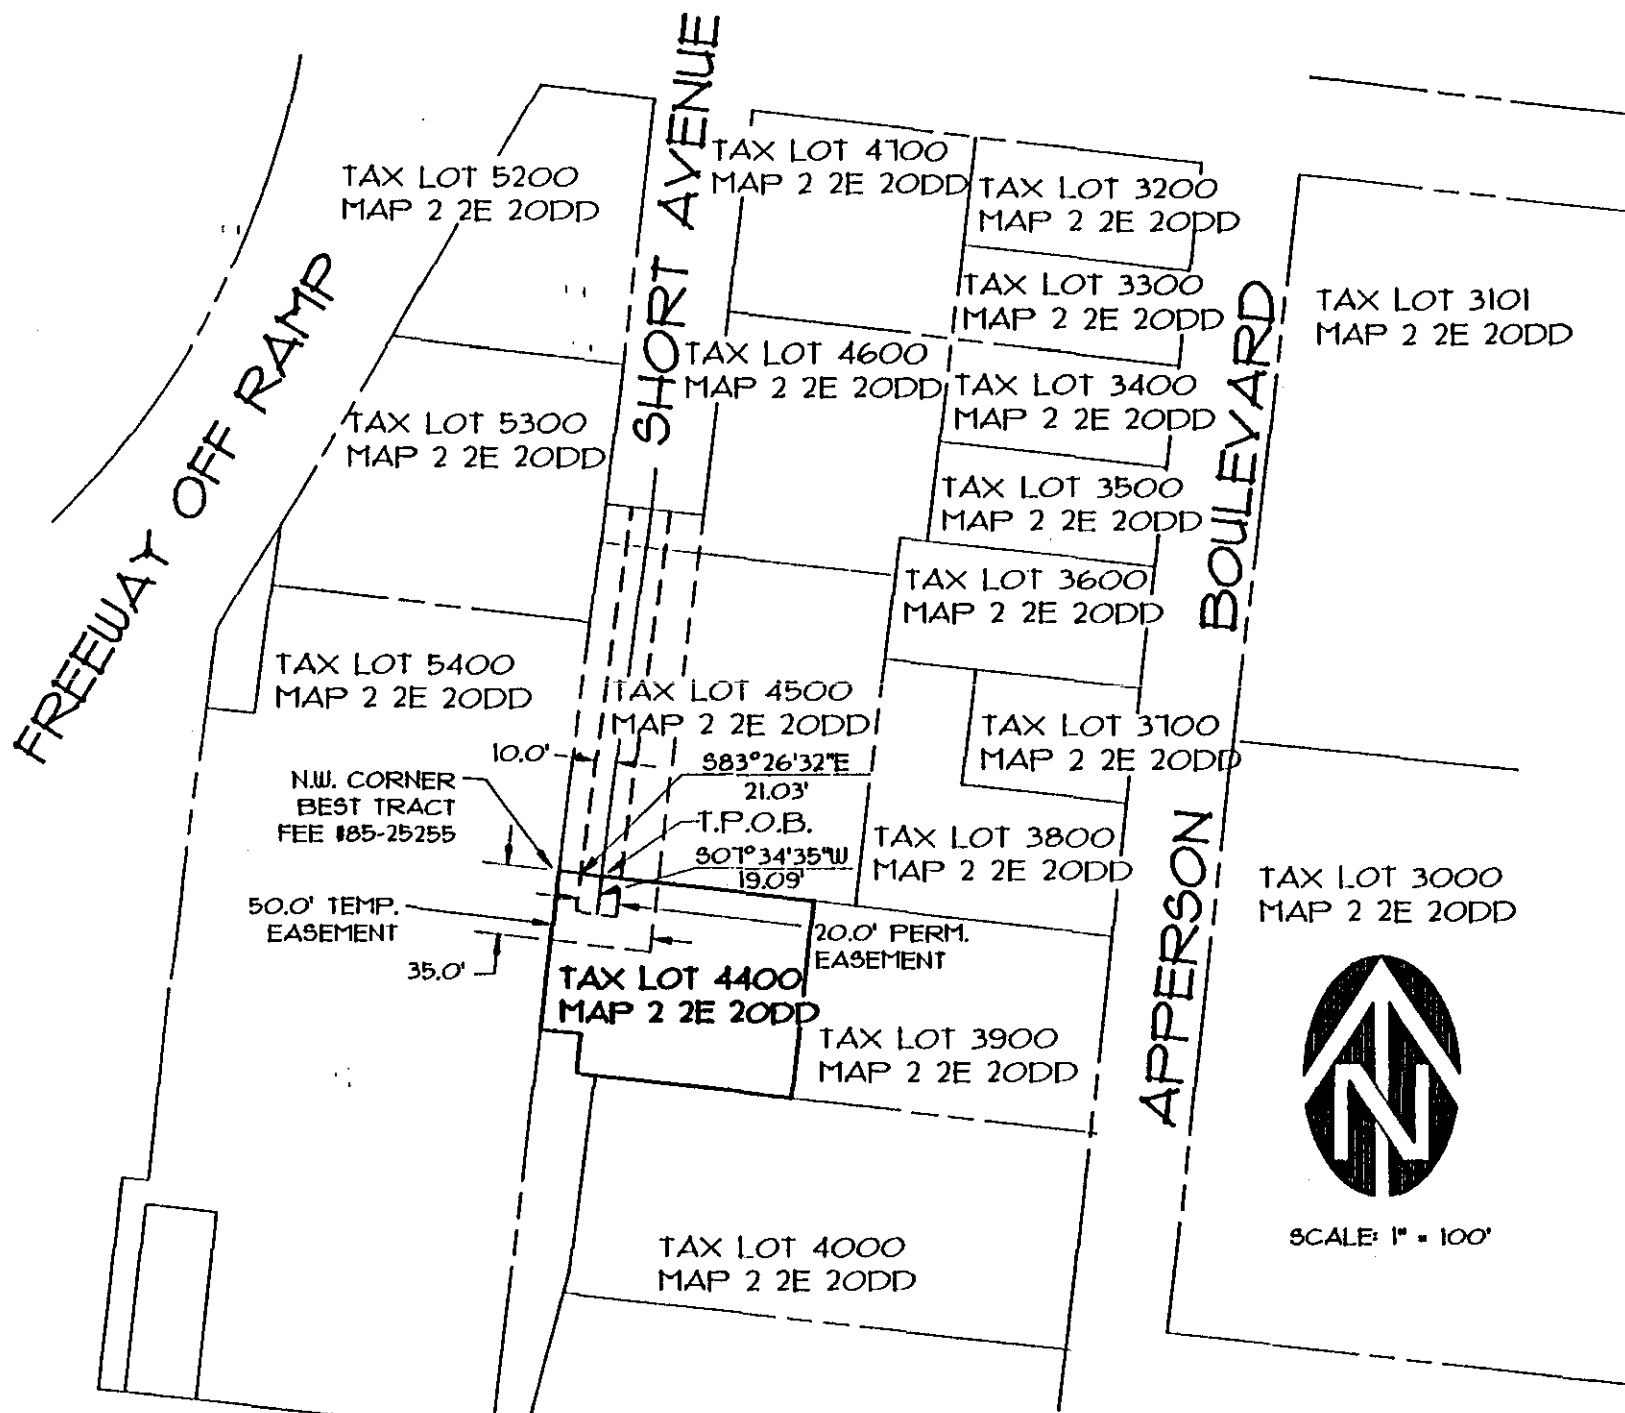 SHORT AVENUE
TAX LOT 4700
MAP 2 2E 20DD
TAX LOT 5200
MAP 2 2E 20DD
TAX LOT 3200
MAP 2 2E 20DD
TAX LOT 3300
MAP 2 2E 20DD
TAX LOT 3101
MAP 2 2E 20DD
FREEWAY OFF RAMP
TAX LOT 4600
MAP 2 2E 20DD
TAX LOT 3400
MAP 2 2E 20DD
TAX LOT 5300
MAP 2 2E 20DD
TAX LOT 3500
MAP 2 2E 20DD
APPERSON BOULEVARD
TAX LOT 3600
MAP 2 2E 20DD
TAX LOT 5400
MAP 2 2E 20DD
TAX LOT 4500
MAP 2 2E 20DD
TAX LOT 3700
MAP 2 2E 20DD
10.0'
S83°26'32"E
21.03'
N.W. CORNER
BEST TRACT
FEE #85-25255
T.P.O.B.
S07°34'35"W
19.09'
TAX LOT 3800
MAP 2 2E 20DD
TAX LOT 3000
MAP 2 2E 20DD
50.0' TEMP.
EASEMENT
20.0' PERM.
EASEMENT
35.0'
TAX LOT 4400
MAP 2 2E 20DD
TAX LOT 3900
MAP 2 2E 20DD
N
SCALE: 1" = 100'
TAX LOT 4000
MAP 2 2E 20DD